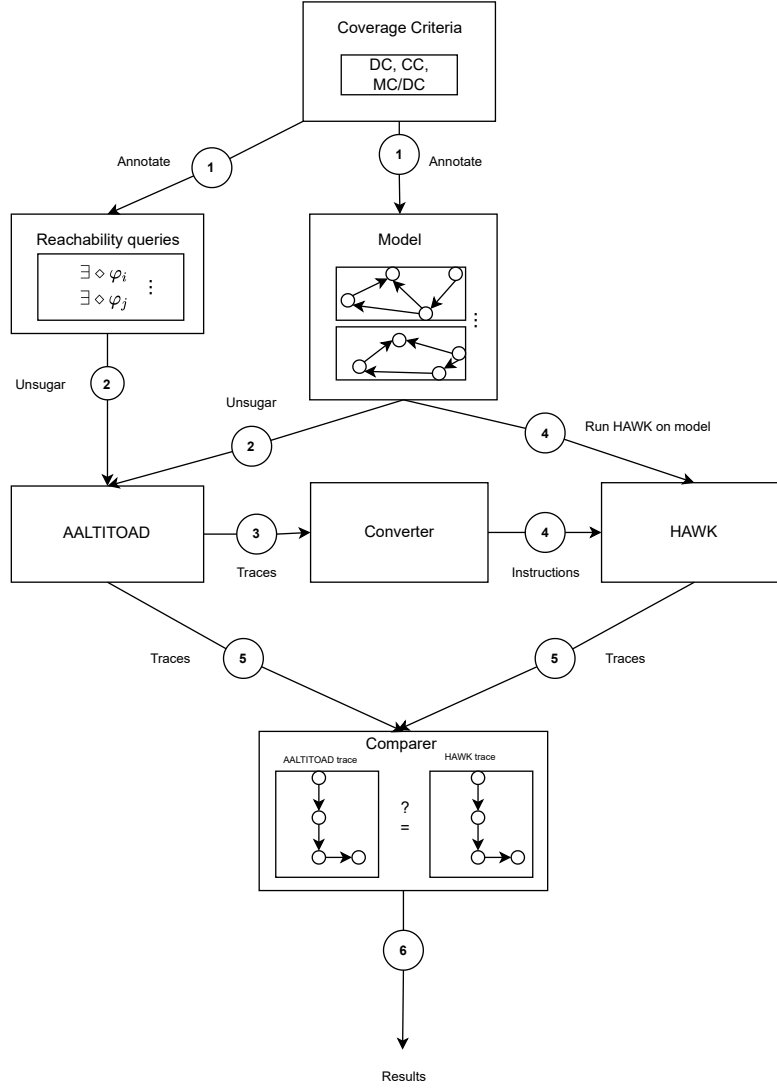 Coverage Criteria
DC, CC,
MC/DC
1
1
Annotate
Annotate
Reachability queries
∃ ⋄ φᵢ
∃ ⋄ φⱼ
⋮
Model
⋮
Unsugar
2
Unsugar
2
4
Run HAWK on model
AALTITOAD
3
Traces
Converter
4
Instructions
HAWK
Traces
5
5
Traces
Comparer
AALTITOAD trace
HAWK trace
?
=
6
Results